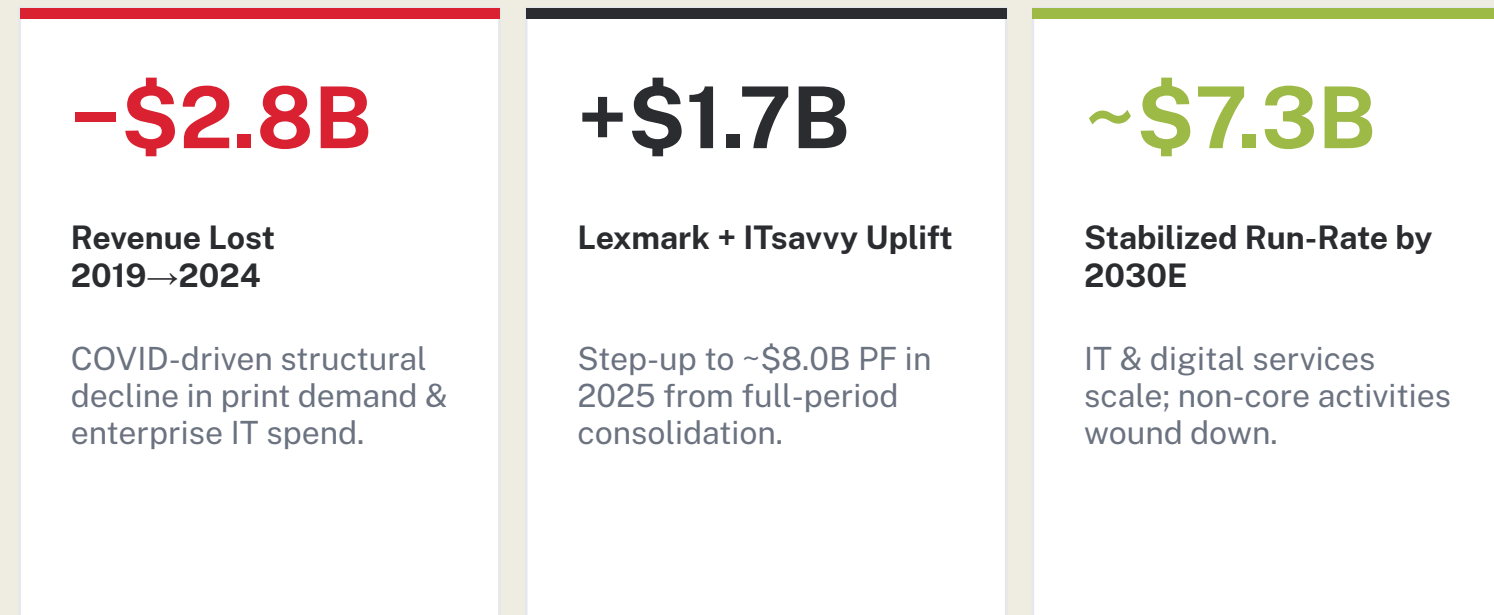 −$2.8B
Revenue Lost
2019→2024
COVID-driven structural
decline in print demand &
enterprise IT spend.
+$1.7B
Lexmark + ITsavvy Uplift
Step-up to ~$8.0B PF in
2025 from full-period
consolidation.
~$7.3B
Stabilized Run-Rate by
2030E
IT & digital services
scale; non-core activities
wound down.